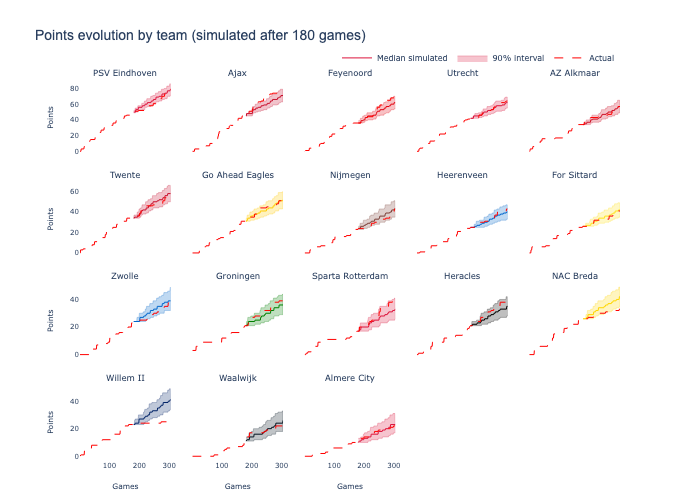 Points evolution by team (simulated after 180 games)
Median simulated 90% interval Actual
PSV Eindhoven Ajax Feyenoord Utrecht AZ Alkmaar
80
60
40
20
0
Points
Twente Go Ahead Eagles Nijmegen Heerenveen For Sittard
60
40
20
0
Points
Zwolle Groningen Sparta Rotterdam Heracles NAC Breda
40
20
0
Points
Willem II Waalwijk Almere City
40
20
0
Points
100 200 300 100 200 300 100 200 300
Games Games Games